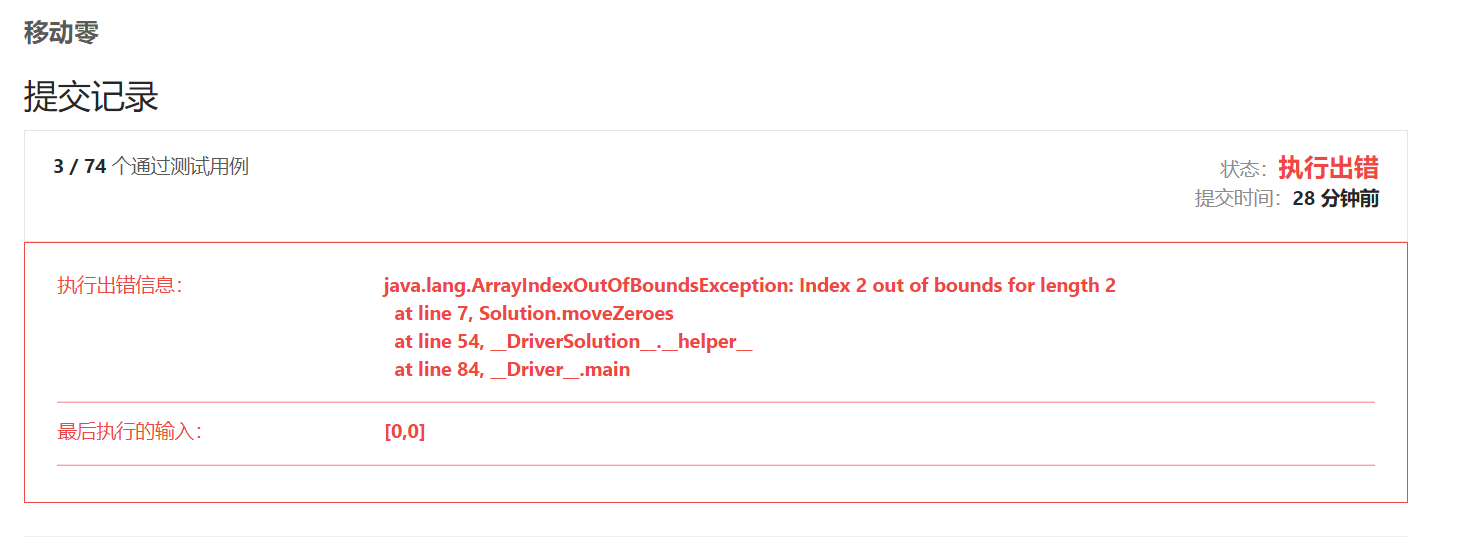 移动零
提交记录
3 / 74 个通过测试用例
状态：执行出错
提交时间：28 分钟前
执行出错信息：
java.lang.ArrayIndexOutOfBoundsException: Index 2 out of bounds for length 2
at line 7, Solution.moveZeroes
at line 54, __DriverSolution__.__helper__
at line 84, __Driver__.main
最后执行的输入：
[0,0]